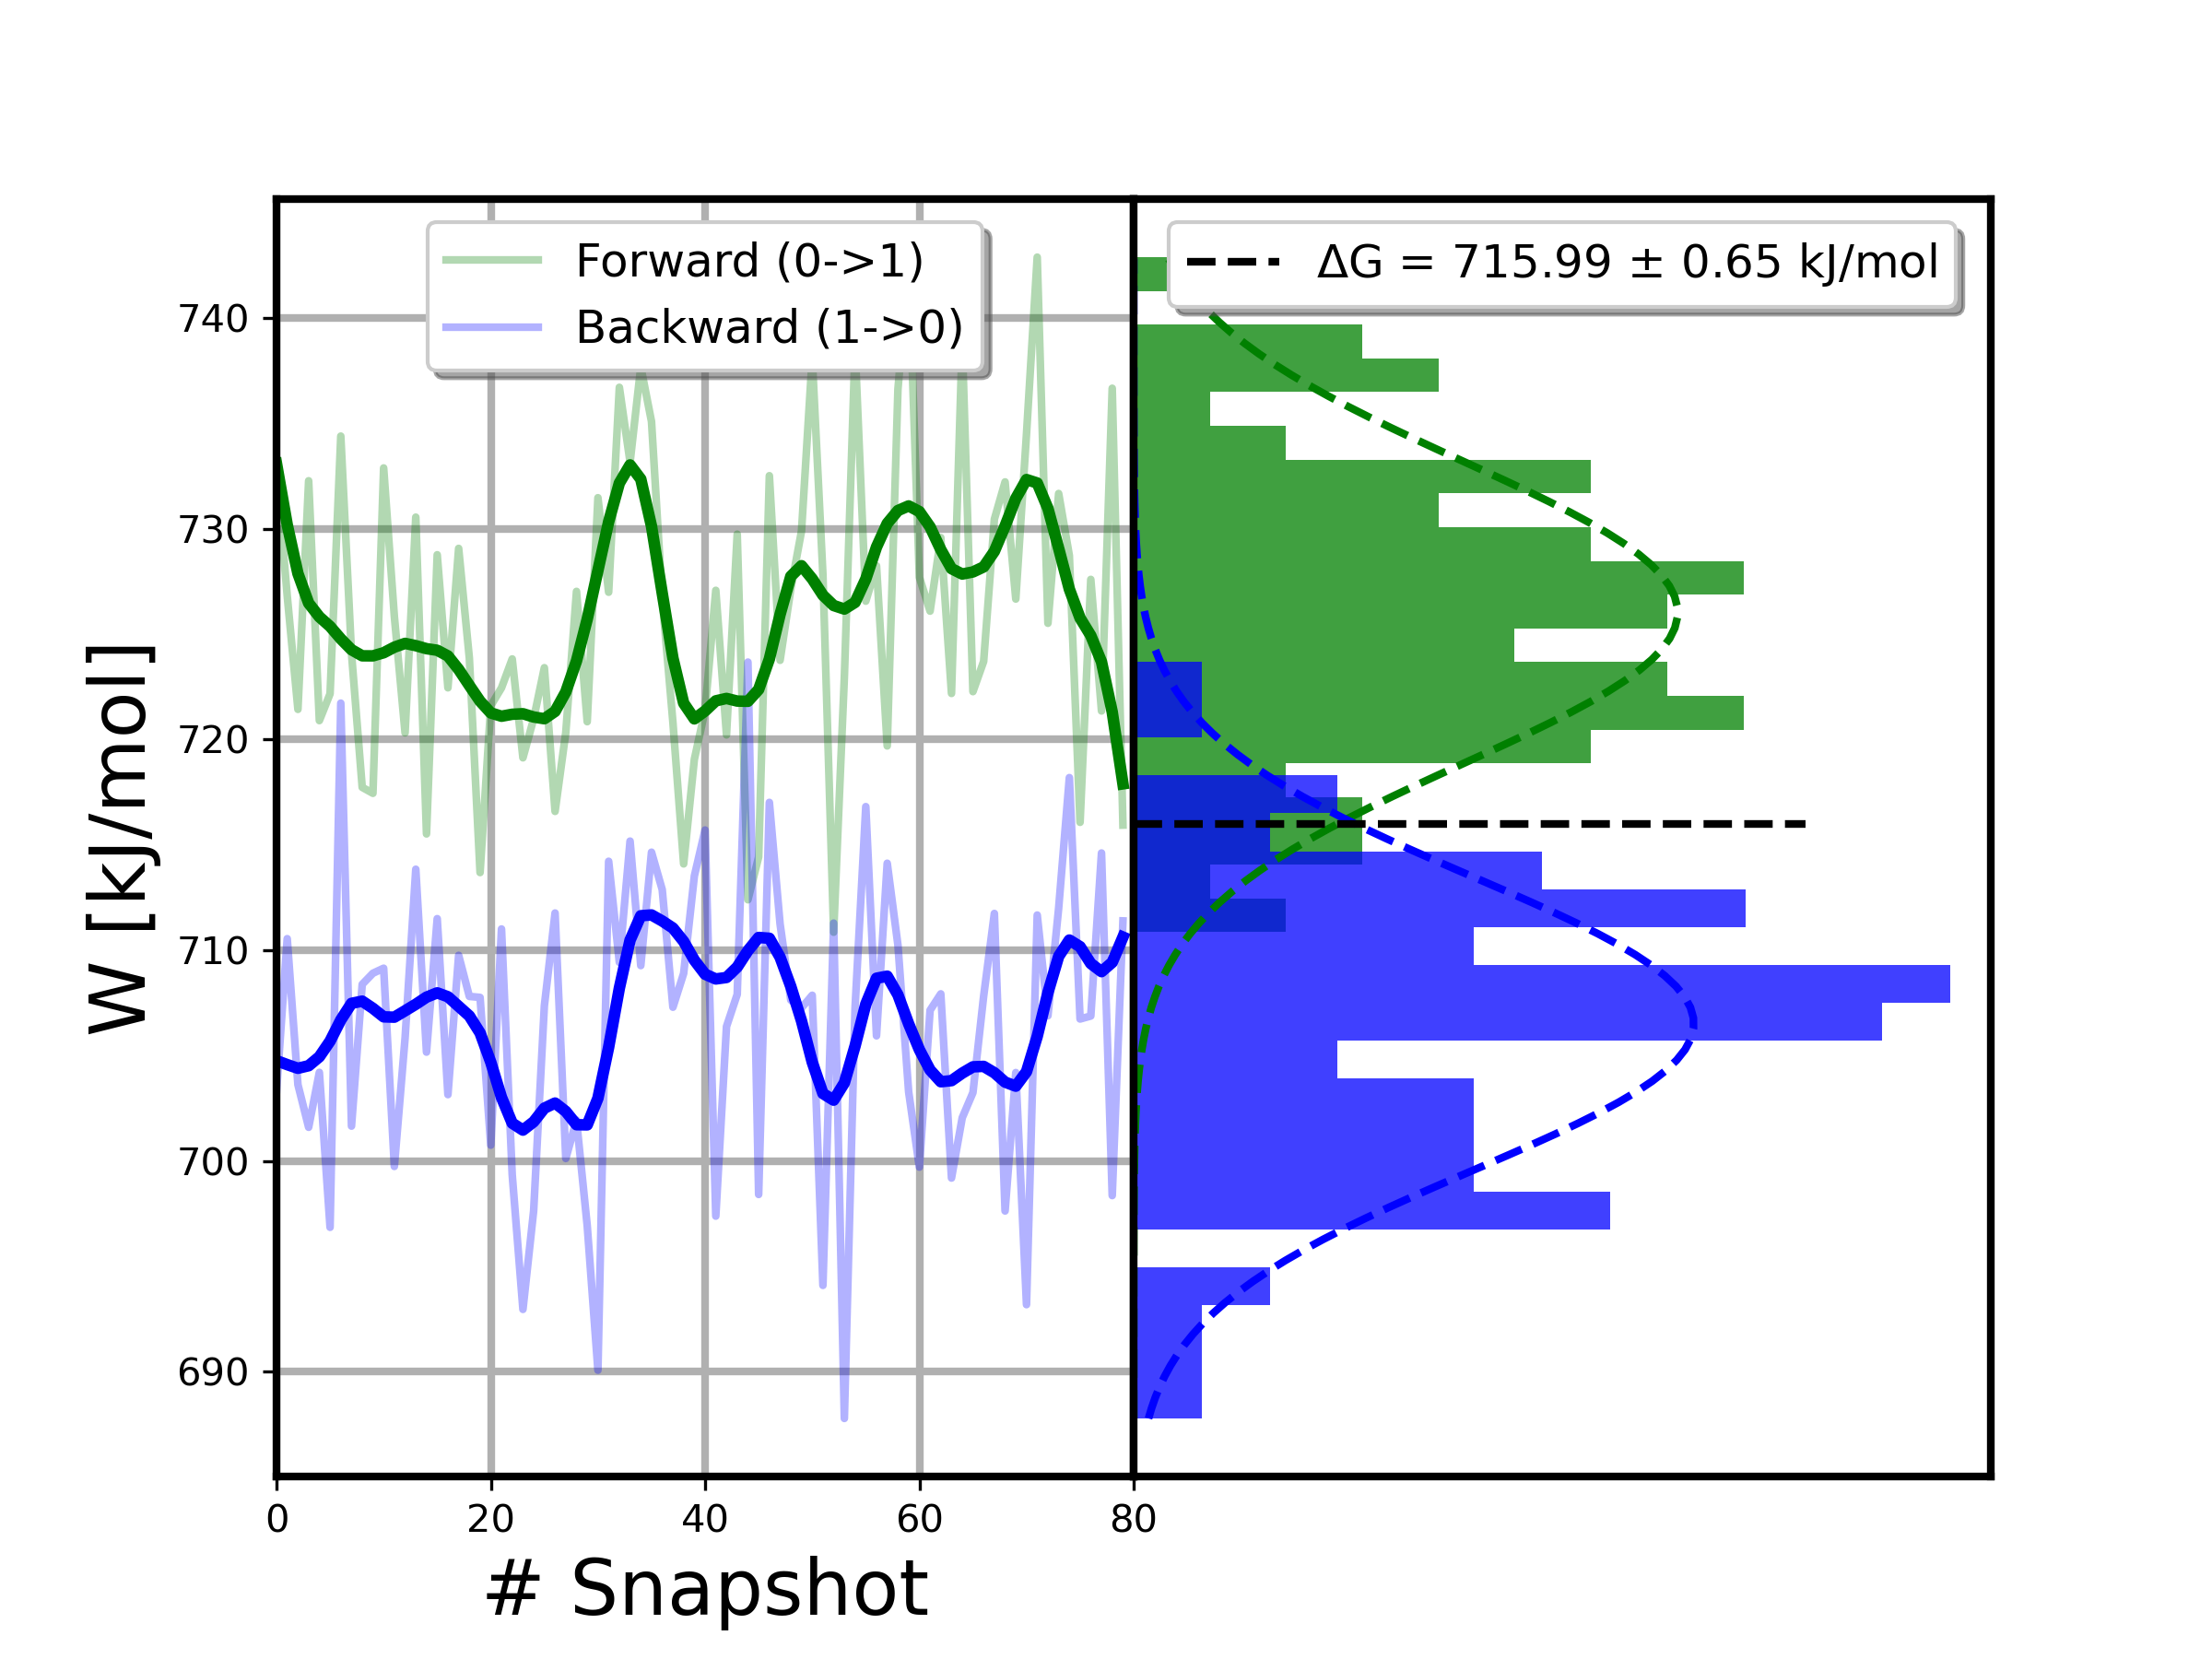 Forward (0->1)
Backward (1->0)
ΔG = 715.99 ± 0.65 kJ/mol
W [kJ/mol]
740
730
720
710
700
690
0 20 40 60 80
# Snapshot